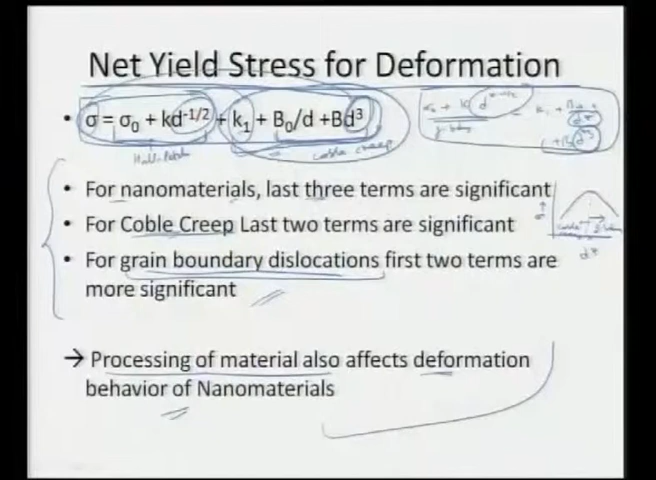 Net Yield Stress for Deformation
• σ = σ₀ + kd⁻¹/² + k₁ + B₀/d + Bd³
Hall-Petch coble creep
• For nanomaterials, last three terms are significant
• For Coble Creep Last two terms are significant
• For grain boundary dislocations first two terms are
more significant
→ Processing of material also affects deformation
behavior of Nanomaterials